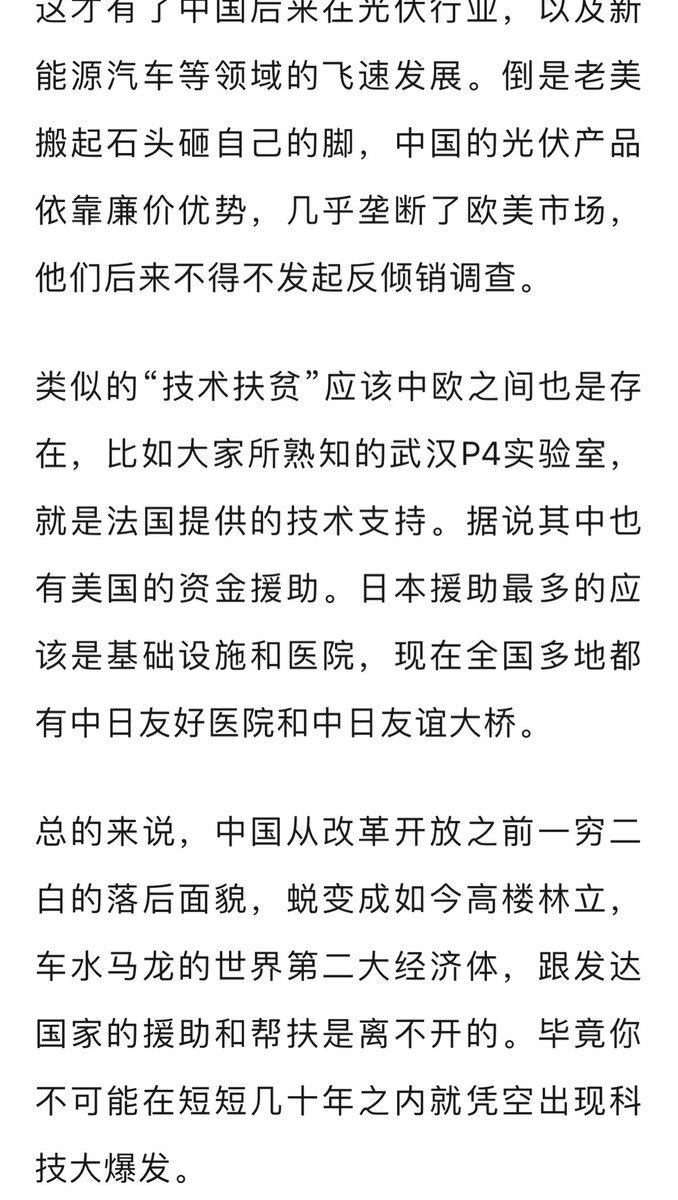 这才有了中国后来在光伏行业，以及新
能源汽车等领域的飞速发展。倒是老美
搬起石头砸自己的脚，中国的光伏产品
依靠廉价优势，几乎垄断了欧美市场，
他们后来不得不发起反倾销调查。
类似的“技术扶贫”应该中欧之间也是存
在，比如大家所熟知的武汉P4实验室，
就是法国提供的技术支持。据说其中也
有美国的资金援助。日本援助最多的应
该是基础设施和医院，现在全国多地都
有中日友好医院和中日友谊大桥。
总的来说，中国从改革开放之前一穷二
白的落后面貌，蜕变成如今高楼林立，
车水马龙的世界第二大经济体，跟发达
国家的援助和帮扶是离不开的。毕竟你
不可能在短短几十年之内就凭空出现科
技大爆发。